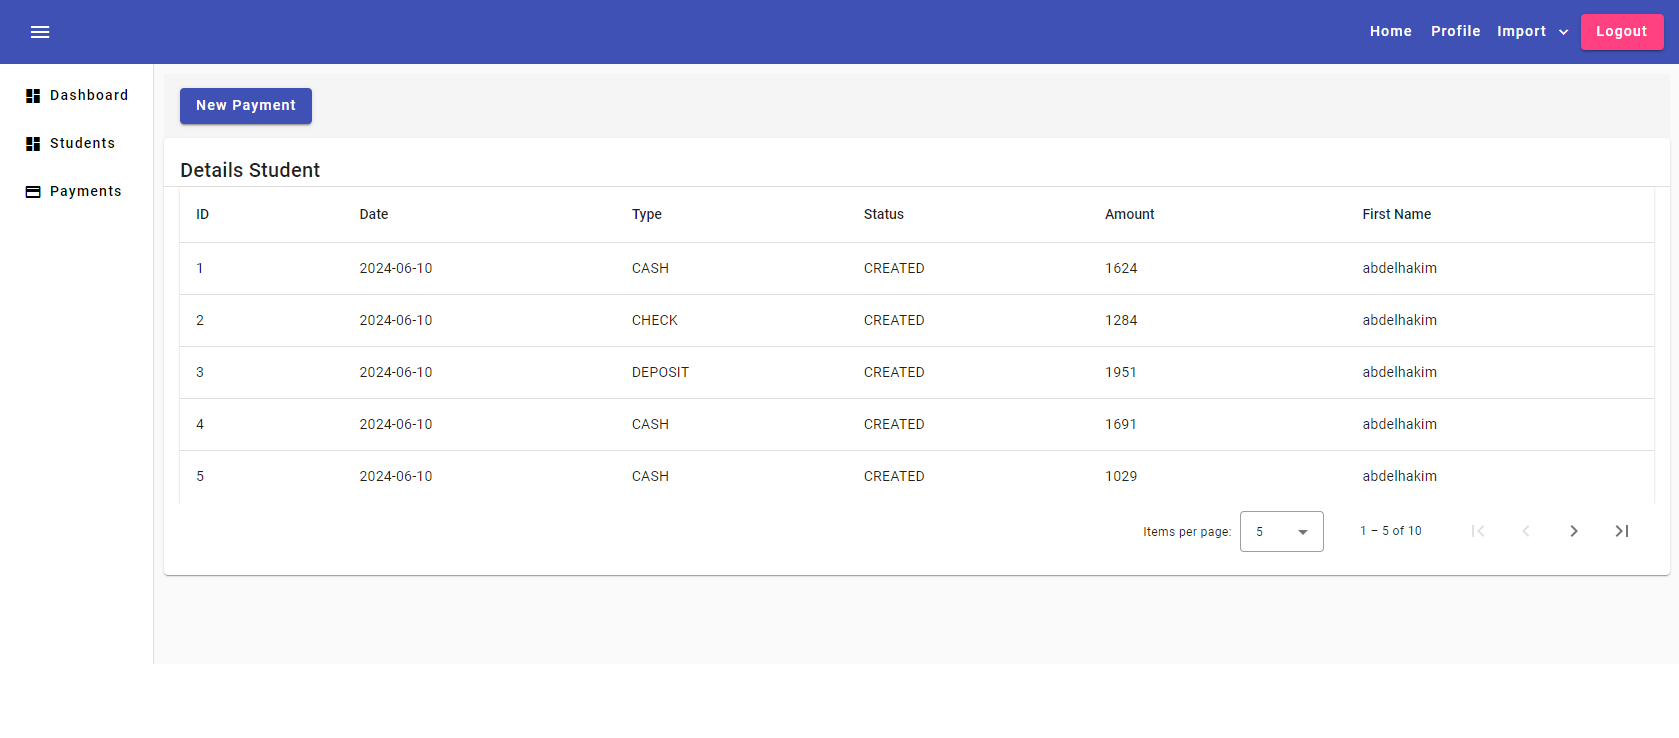 Home Profile Import Logout
Dashboard
Students
Payments
New Payment
Details Student
ID Date Type Status Amount First Name
1 2024-06-10 CASH CREATED 1624 abdelhakim
2 2024-06-10 CHECK CREATED 1284 abdelhakim
3 2024-06-10 DEPOSIT CREATED 1951 abdelhakim
4 2024-06-10 CASH CREATED 1691 abdelhakim
5 2024-06-10 CASH CREATED 1029 abdelhakim
Items per page: 5 1 – 5 of 10